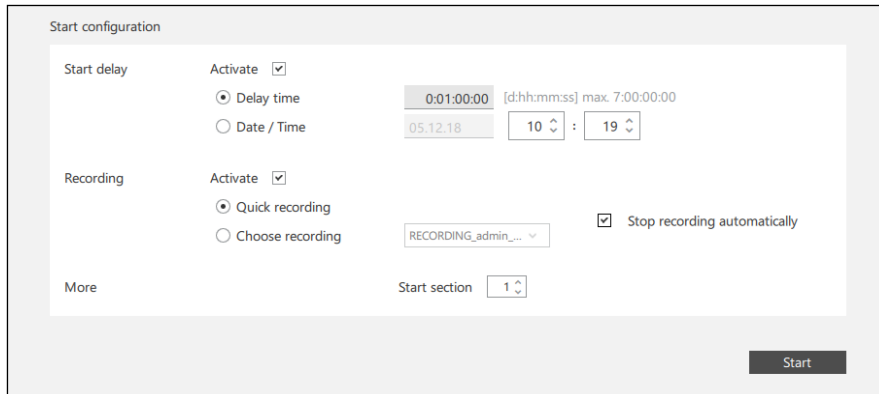 Start configuration
Start delay Activate
Delay time 0:01:00:00 [d:hh:mm:ss] max. 7:00:00:00
Date / Time 05.12.18 10 : 19
Recording Activate
Quick recording
Stop recording automatically
Choose recording RECORDING_admin_...
More Start section 1
Start